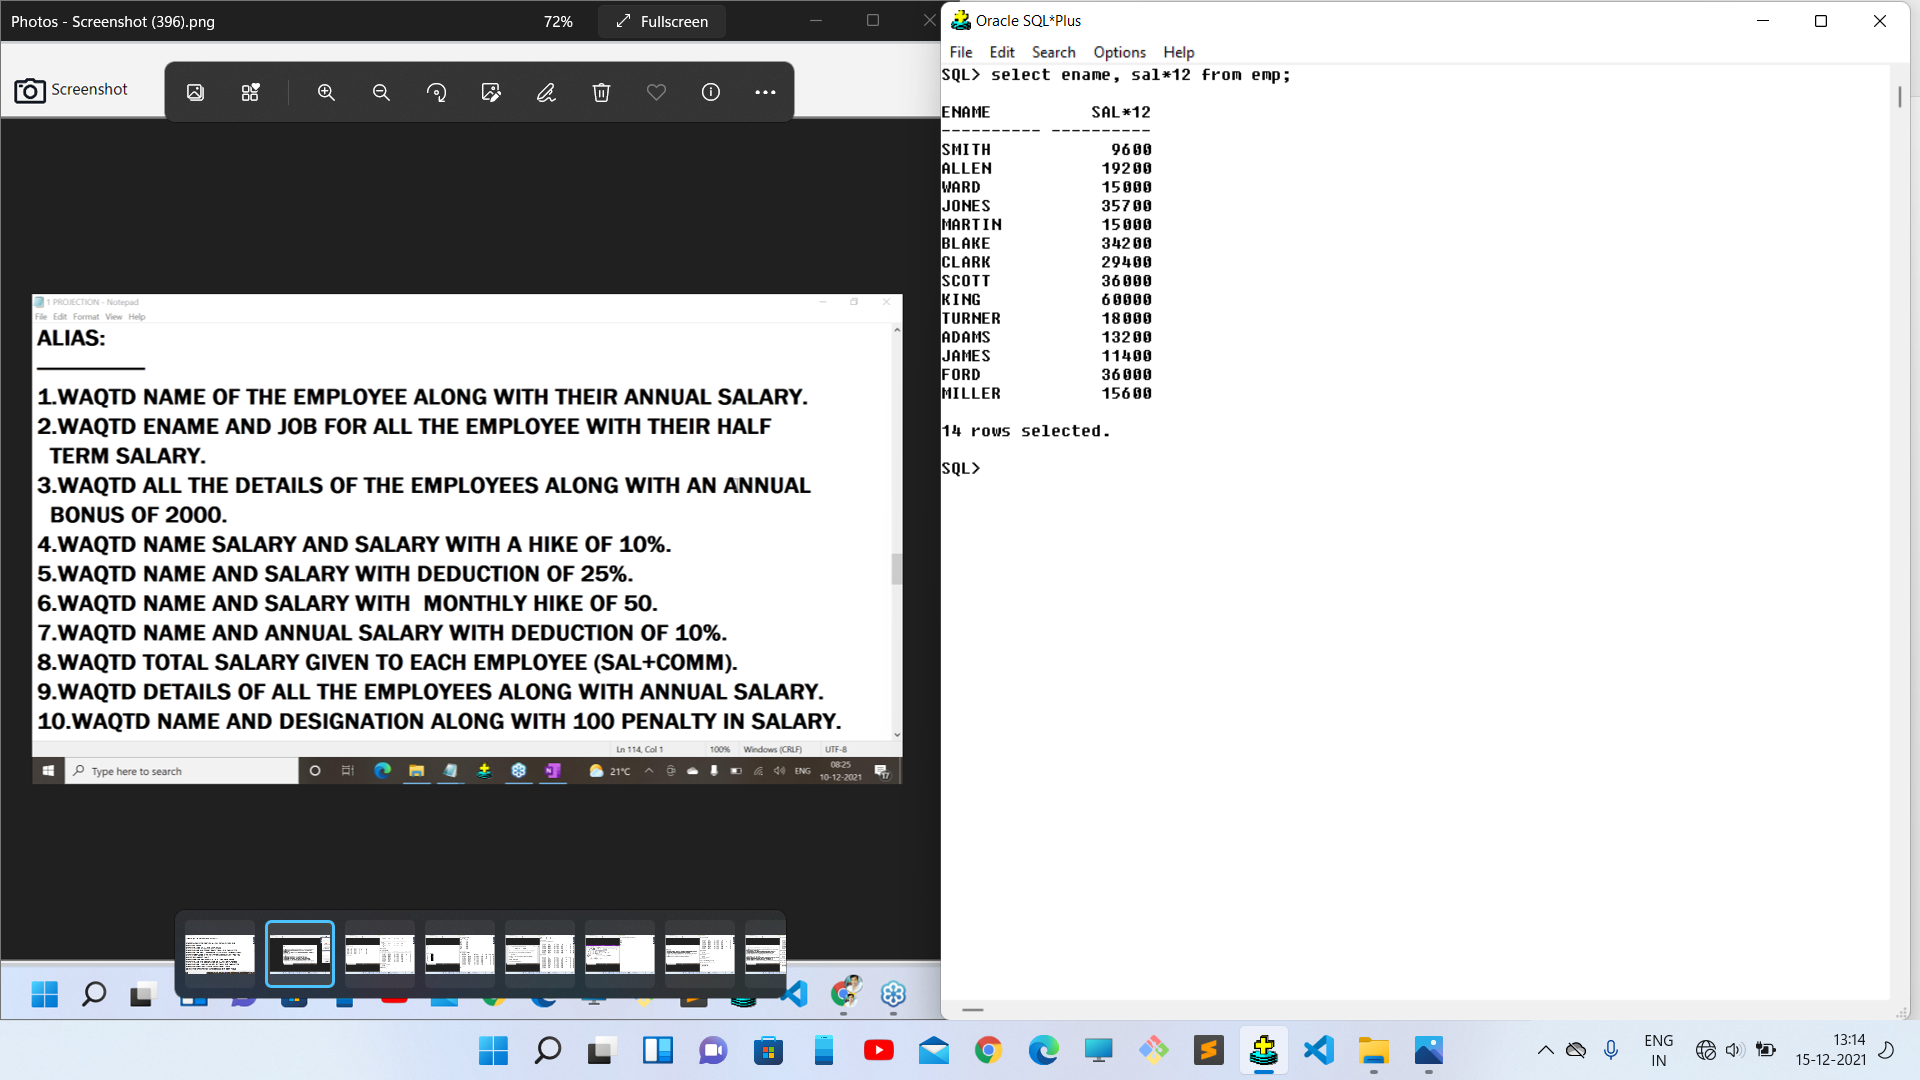 Photos - Screenshot (396).png
72%
Fullscreen
Screenshot
1 PROJECTION - Notepad
File Edit Format View Help
ALIAS:
1.WAQTD NAME OF THE EMPLOYEE ALONG WITH THEIR ANNUAL SALARY.
2.WAQTD ENAME AND JOB FOR ALL THE EMPLOYEE WITH THEIR HALF
TERM SALARY.
3.WAQTD ALL THE DETAILS OF THE EMPLOYEES ALONG WITH AN ANNUAL
BONUS OF 2000.
4.WAQTD NAME SALARY AND SALARY WITH A HIKE OF 10%.
5.WAQTD NAME AND SALARY WITH DEDUCTION OF 25%.
6.WAQTD NAME AND SALARY WITH  MONTHLY HIKE OF 50.
7.WAQTD NAME AND ANNUAL SALARY WITH DEDUCTION OF 10%.
8.WAQTD TOTAL SALARY GIVEN TO EACH EMPLOYEE (SAL+COMM).
9.WAQTD DETAILS OF ALL THE EMPLOYEES ALONG WITH ANNUAL SALARY.
10.WAQTD NAME AND DESIGNATION ALONG WITH 100 PENALTY IN SALARY.
Ln 114, Col 1 100% Windows (CRLF) UTF-8
Type here to search
21°C
ENG
08:25
10-12-2021
17
Oracle SQL*Plus
File Edit Search Options Help
SQL> select ename, sal*12 from emp;
ENAME SAL*12
---------- ----------
SMITH 9600
ALLEN 19200
WARD 15000
JONES 35700
MARTIN 15000
BLAKE 34200
CLARK 29400
SCOTT 36000
KING 60000
TURNER 18000
ADAMS 13200
JAMES 11400
FORD 36000
MILLER 15600
14 rows selected.
SQL>
ENG
IN
13:14
15-12-2021